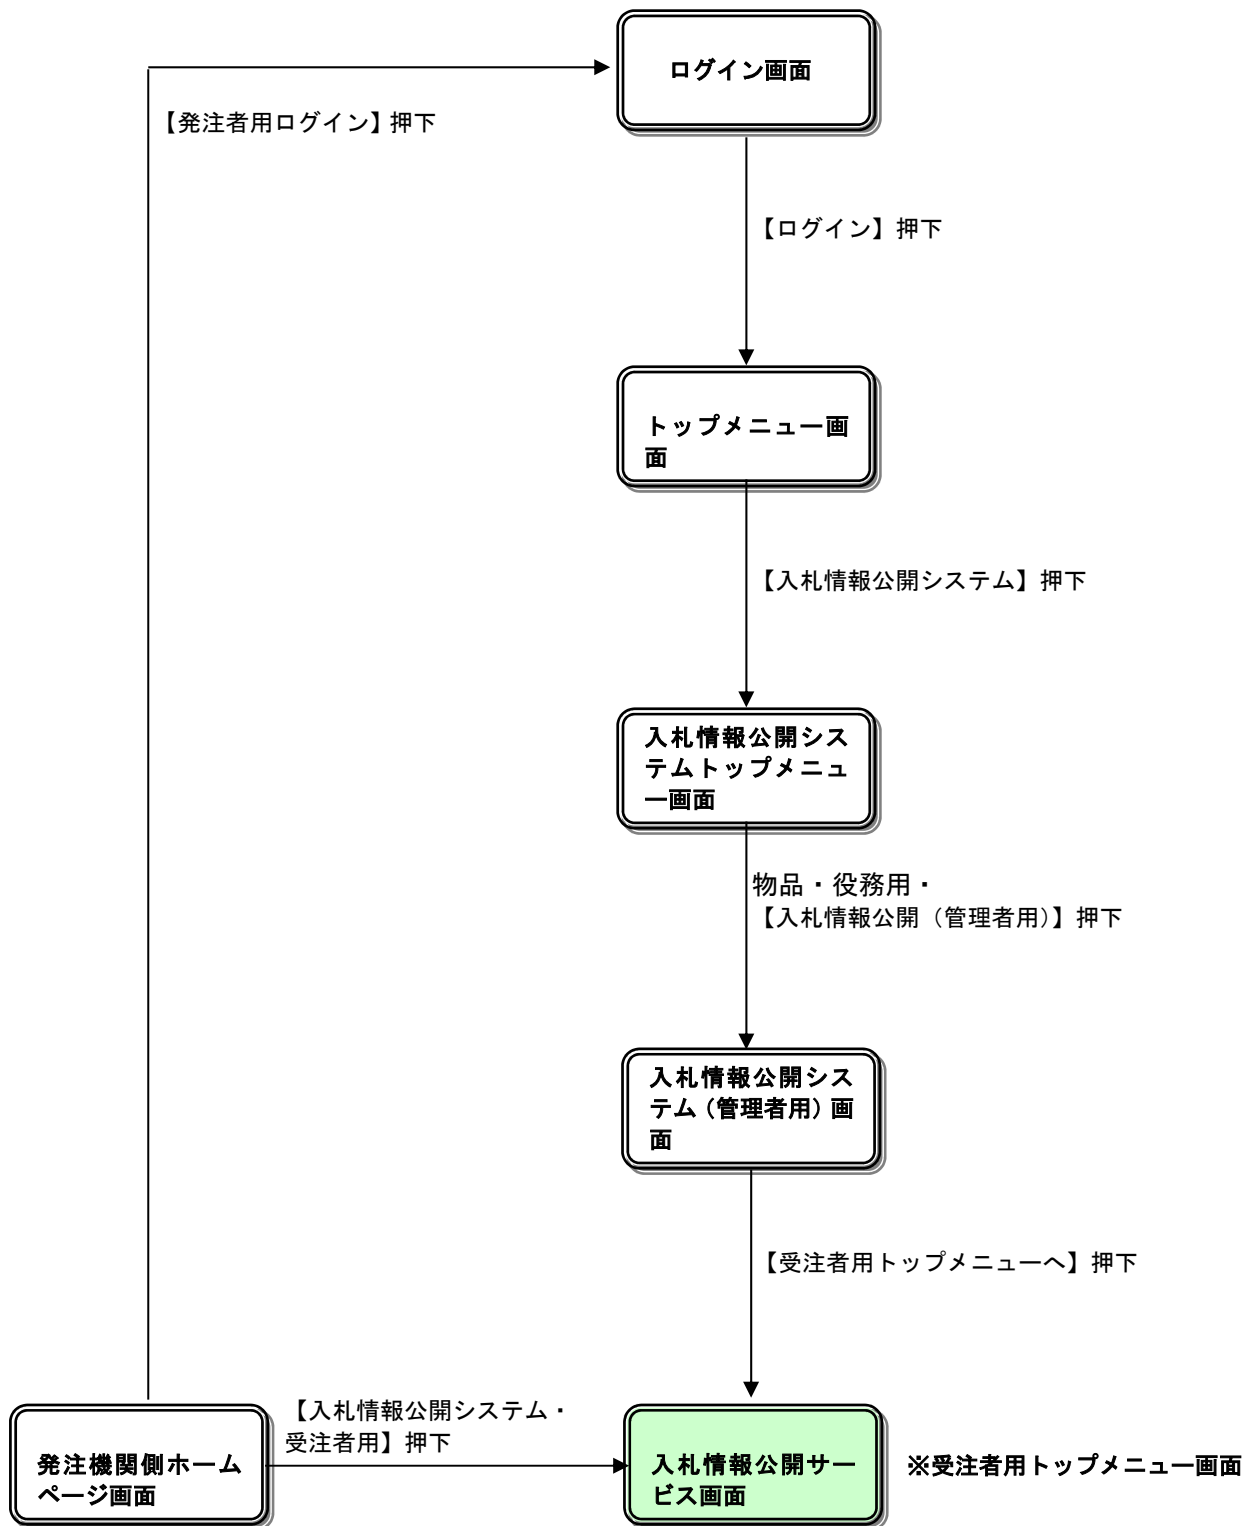 ログイン画面
【発注者用ログイン】押下
【ログイン】押下
トップメニュー画
面
【入札情報公開システム】押下
入札情報公開シス
テムトップメニュ
ー画面
物品・役務用・
【入札情報公開（管理者用）】押下
入札情報公開シス
テム（管理者用）画
面
【受注者用トップメニューへ】押下
【入札情報公開システム・
受注者用】押下
発注機関側ホーム
ページ画面
入札情報公開サー
ビス画面
※受注者用トップメニュー画面